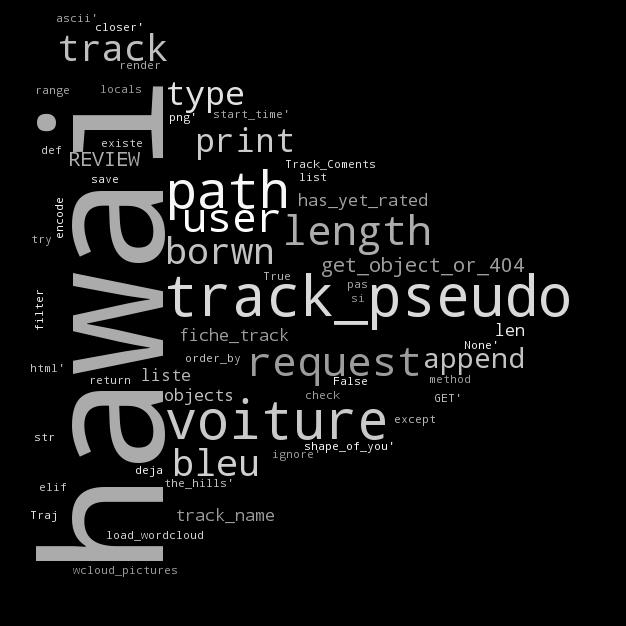 ascii'
closer'
track
render
range
locals
type
png'
start_time'
def
existe
print
REVIEW
Track_Coments
save
list
path
has_yet_rated
encode
user
length
try
borwn
get_object_or_404
True
pas
track_pseudo
si
filter
fiche_track
len
None'
order_by
request
append
html'
return
liste
False
method
objects
check
GET'
voiture
except
str
shape_of_you'
ignore'
deja
bleu
elif
the_hills'
hawai
Traj
track_name
load_wordcloud
wcloud_pictures